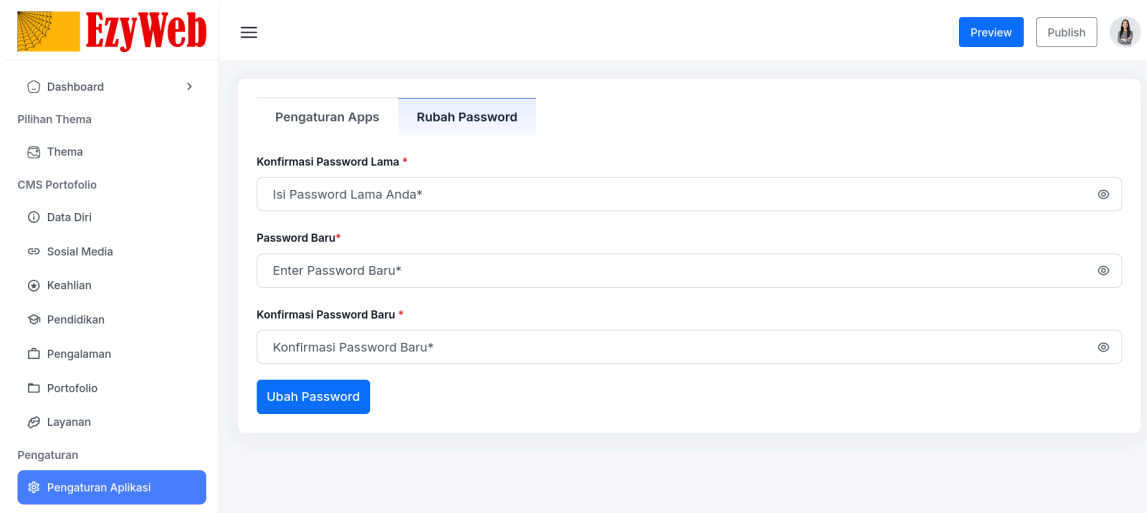 EzyWeb
Preview
Publish
Dashboard
Pilihan Thema
Thema
CMS Portofolio
Data Diri
Sosial Media
Keahlian
Pendidikan
Pengalaman
Portofolio
Layanan
Pengaturan
Pengaturan Aplikasi
Pengaturan Apps
Rubah Password
Konfirmasi Password Lama *
Isi Password Lama Anda*
Password Baru*
Enter Password Baru*
Konfirmasi Password Baru *
Konfirmasi Password Baru*
Ubah Password